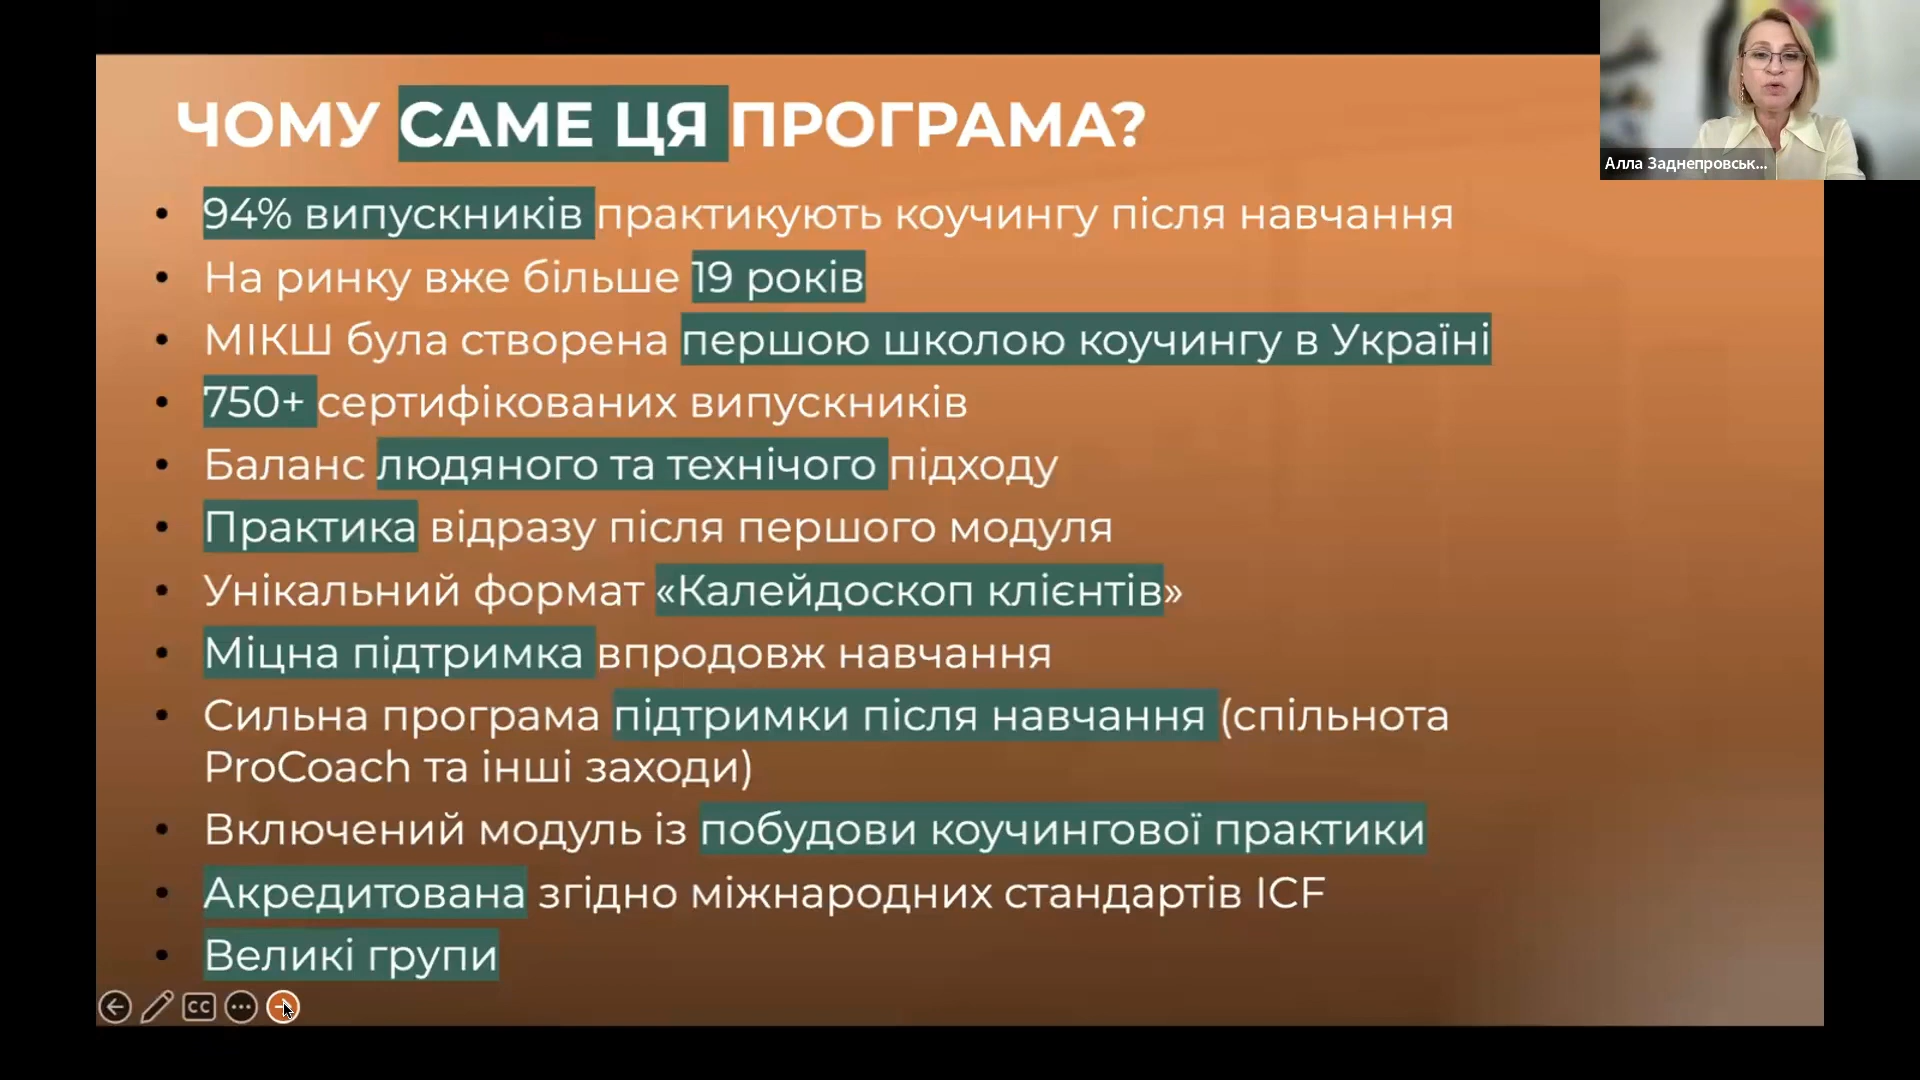 ЧОМУ САМЕ ЦЯ ПРОГРАМА?
Алла Заднепровськ...
• 94% випускників практикують коучингу після навчання
• На ринку вже більше 19 років
• МІКШ була створена першою школою коучингу в Україні
• 750+ сертифікованих випускників
• Баланс людяного та технічого підходу
• Практика відразу після першого модуля
• Унікальний формат «Калейдоскоп клієнтів»
• Міцна підтримка впродовж навчання
• Сильна програма підтримки після навчання (спільнота
ProCoach та інші заходи)
• Включений модуль із побудови коучингової практики
• Акредитована згідно міжнародних стандартів ICF
• Великі групи
CC